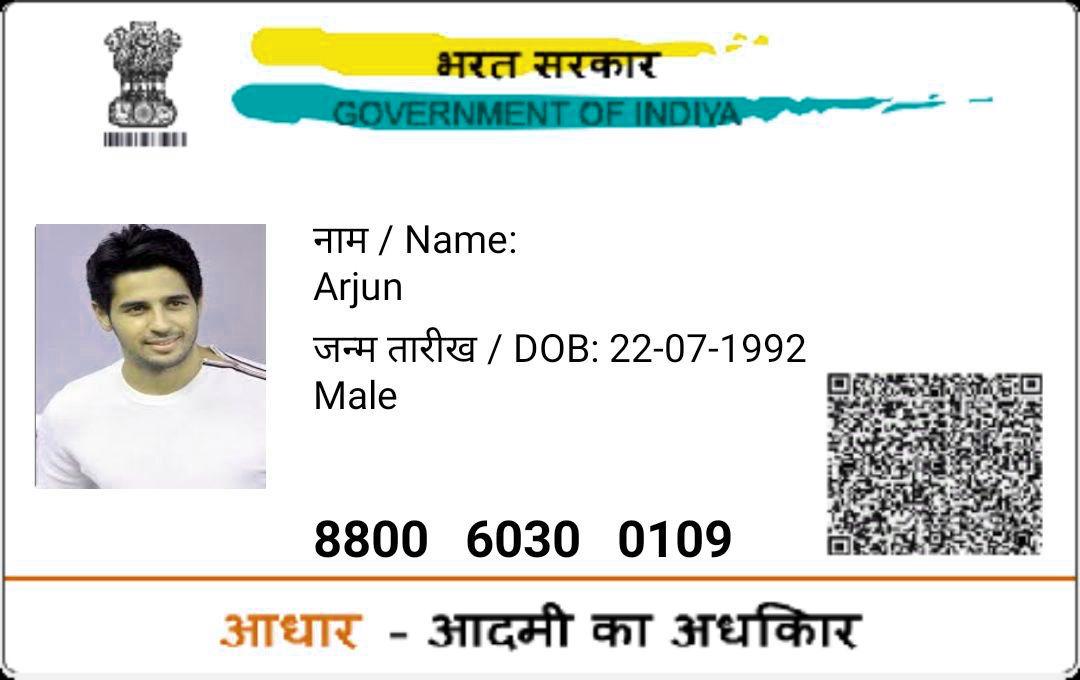 भरत सरकार
GOVERNMENT OF INDIYA
नाम / Name:
Arjun
जन्म तारीख / DOB: 22-07-1992
Male
8800 6030 0109
आधार - आदमी का अधकिार